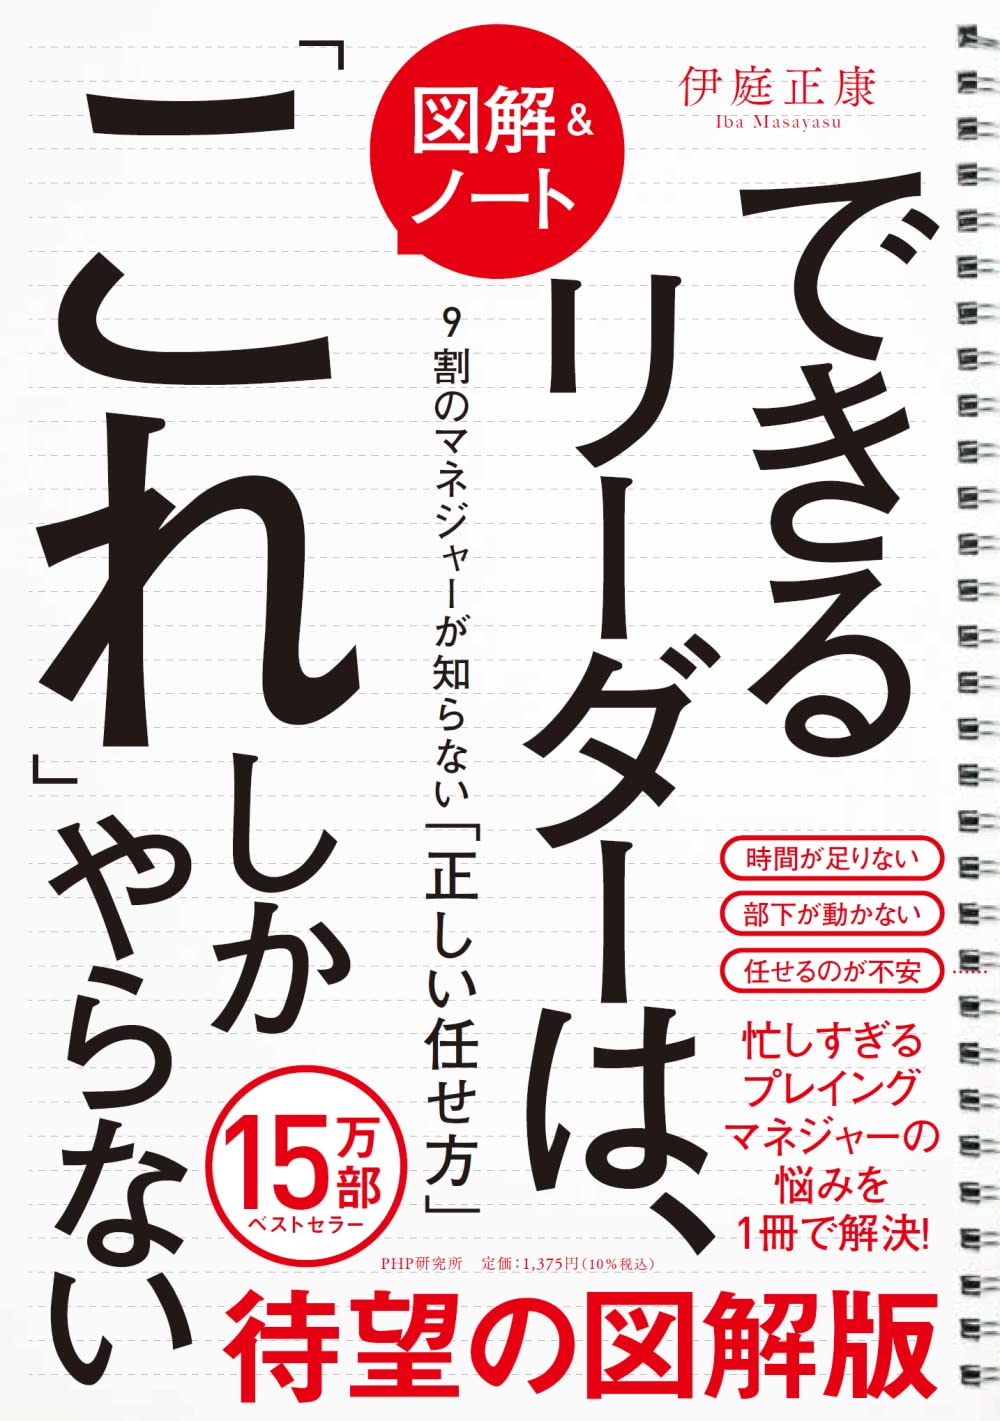 伊庭正康
Iba Masayasu
図解&
ノート
できる
リーダーは、
「これ」しか
やらない
9割のマネジャーが知らない「正しい任せ方」
時間が足りない
部下が動かない
任せるのが不安
……
忙しすぎる
プレイング
マネジャーの
悩みを
1冊で解決!
15万部
ベストセラー
PHP研究所 定価:1,375円(10%税込)
待望の図解版